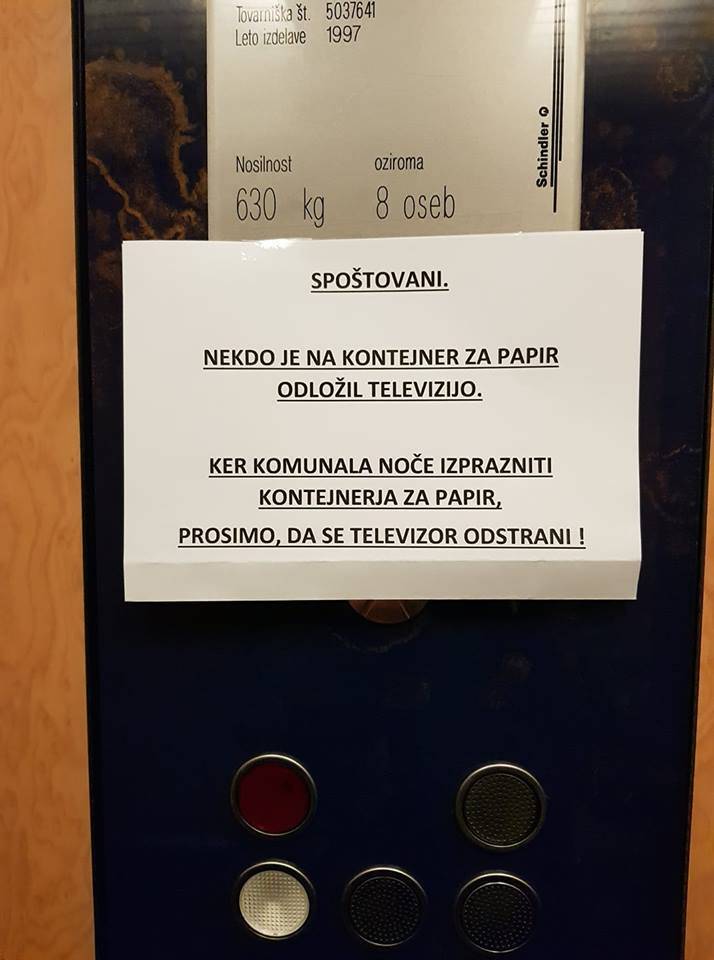 Tovarniška št. 5037641
Leto izdelave 1997
Nosilnost oziroma
630 kg 8 oseb
Schindler
SPOŠTOVANI.
NEKDO JE NA KONTEJNER ZA PAPIR
ODLOŽIL TELEVIZIJO.
KER KOMUNALA NOČE IZPRAZNITI
KONTEJNERJA ZA PAPIR,
PROSIMO, DA SE TELEVIZOR ODSTRANI !